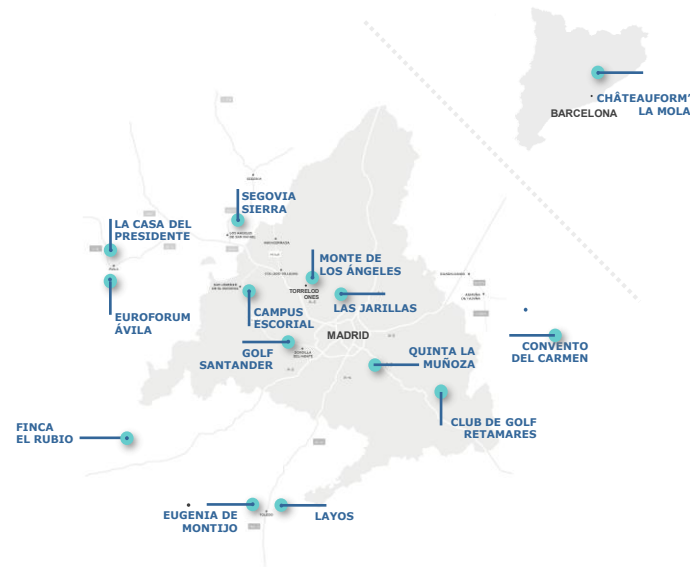 CHÂTEAUFORM'
LA MOLA
BARCELONA
SEGOVIA
SIERRA
LA CASA DEL
PRESIDENTE
MONTE DE
LOS ÁNGELES
TORRELOD
ONES
LAS JARILLAS
EUROFORUM
ÁVILA
CAMPUS
ESCORIAL
MADRID
GOLF
SANTANDER
QUINTA LA
MUÑOZA
CONVENTO
DEL CARMEN
CLUB DE GOLF
RETAMARES
FINCA
EL RUBIO
EUGENIA DE
MONTIJO
LAYOS